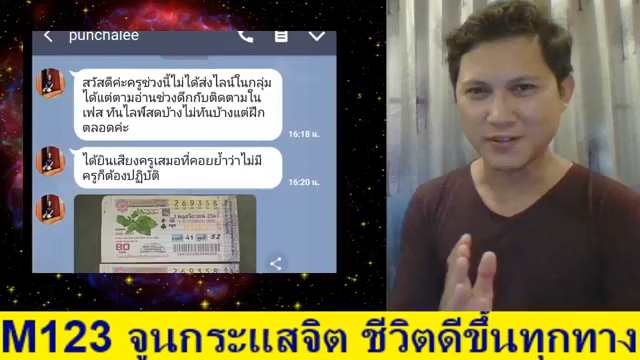 punchalee
สวัสดีค่ะครูช่วงนี้ไม่ได้ส่งไลน์ในกลุ่ม
ได้แต่ตามอ่านช่วงดึกกับติดตามใน
เฟส ทันไลฟ์สดบ้างไม่ทันบ้างแต่ฝึก
ตลอดค่ะ
16:18 น.
ได้ยินเสียงครูเสมอที่คอยย้ำว่าไม่มี
ครูก็ต้องปฏิบัติ
16:20 น.
269358
80
41
52
M123 จูนกระแสจิต ชีวิตดีขึ้นทุกทาง